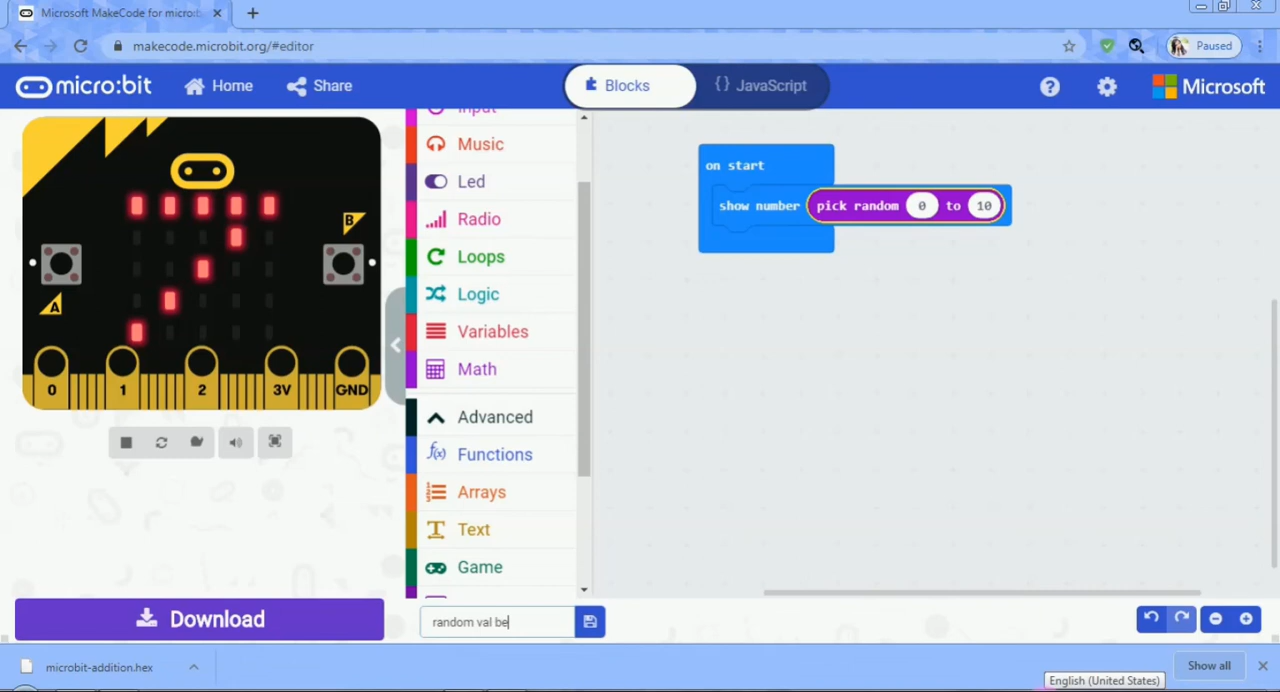 Microsoft MakeCode for micro:b
makecode.microbit.org/#editor
Paused
micro:bit
Home
Share
Blocks
{} JavaScript
Microsoft
Input
Music
Led
Radio
Loops
Logic
Variables
Math
Advanced
f(x) Functions
Arrays
Text
Game
on start
show number pick random 0 to 10
A
B
0 1 2 3V GND
Download
random val be
microbit-addition.hex
Show all
English (United States)